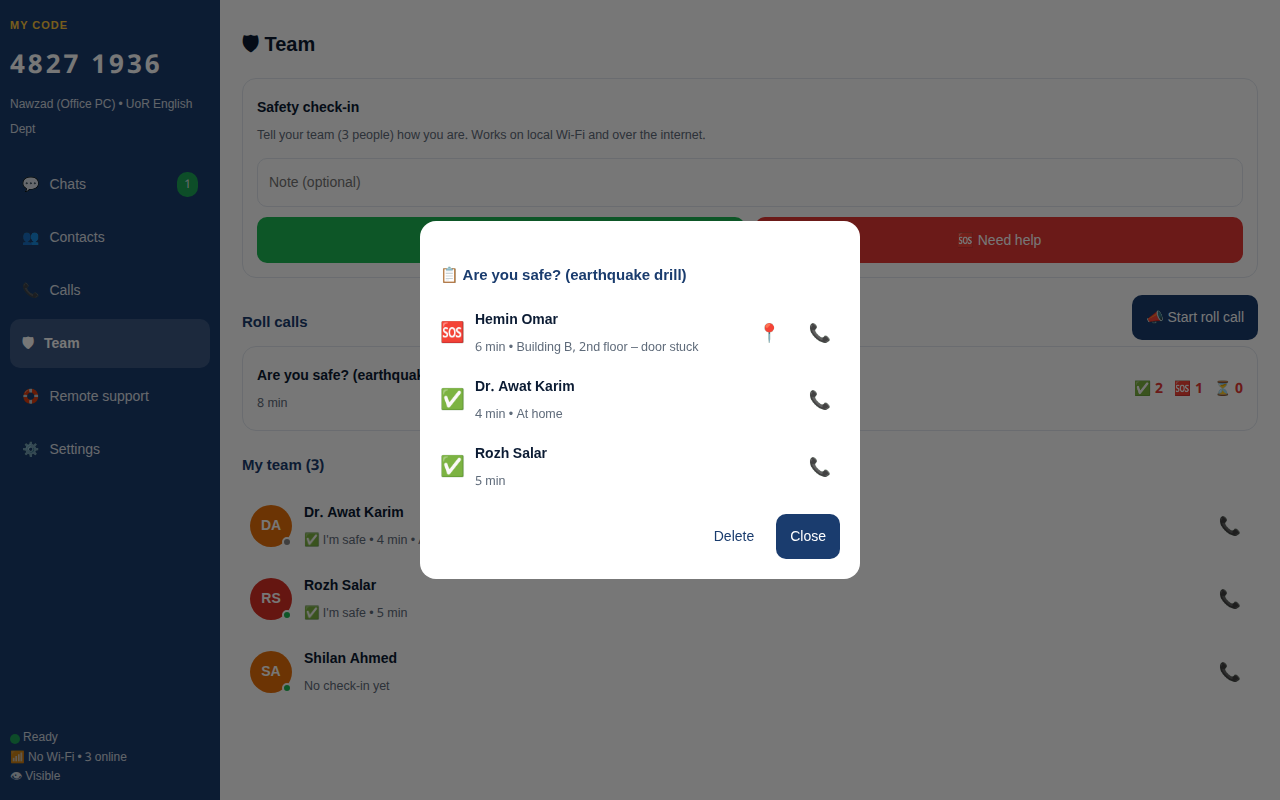 MY CODE
4827 1936
Nawzad (Office PC) • UoR English
Dept
💬 Chats 1
👥 Contacts
📞 Calls
🛡 Team
🛟 Remote support
⚙️ Settings
Ready
📶 No Wi-Fi • 3 online
👁 Visible
🛡 Team
Safety check-in
Tell your team (3 people) how you are. Works on local Wi-Fi and over the internet.
Note (optional)
🆘 Need help
Roll calls
📣 Start roll call
Are you safe? (earthquak
8 min
✅ 2 🆘 1 ⏳ 0
My team (3)
DA
Dr. Awat Karim
✅ I'm safe • 4 min •
RS
Rozh Salar
✅ I'm safe • 5 min
SA
Shilan Ahmed
No check-in yet
📋 Are you safe? (earthquake drill)
🆘 Hemin Omar
6 min • Building B, 2nd floor – door stuck
✅ Dr. Awat Karim
4 min • At home
✅ Rozh Salar
5 min
Delete
Close